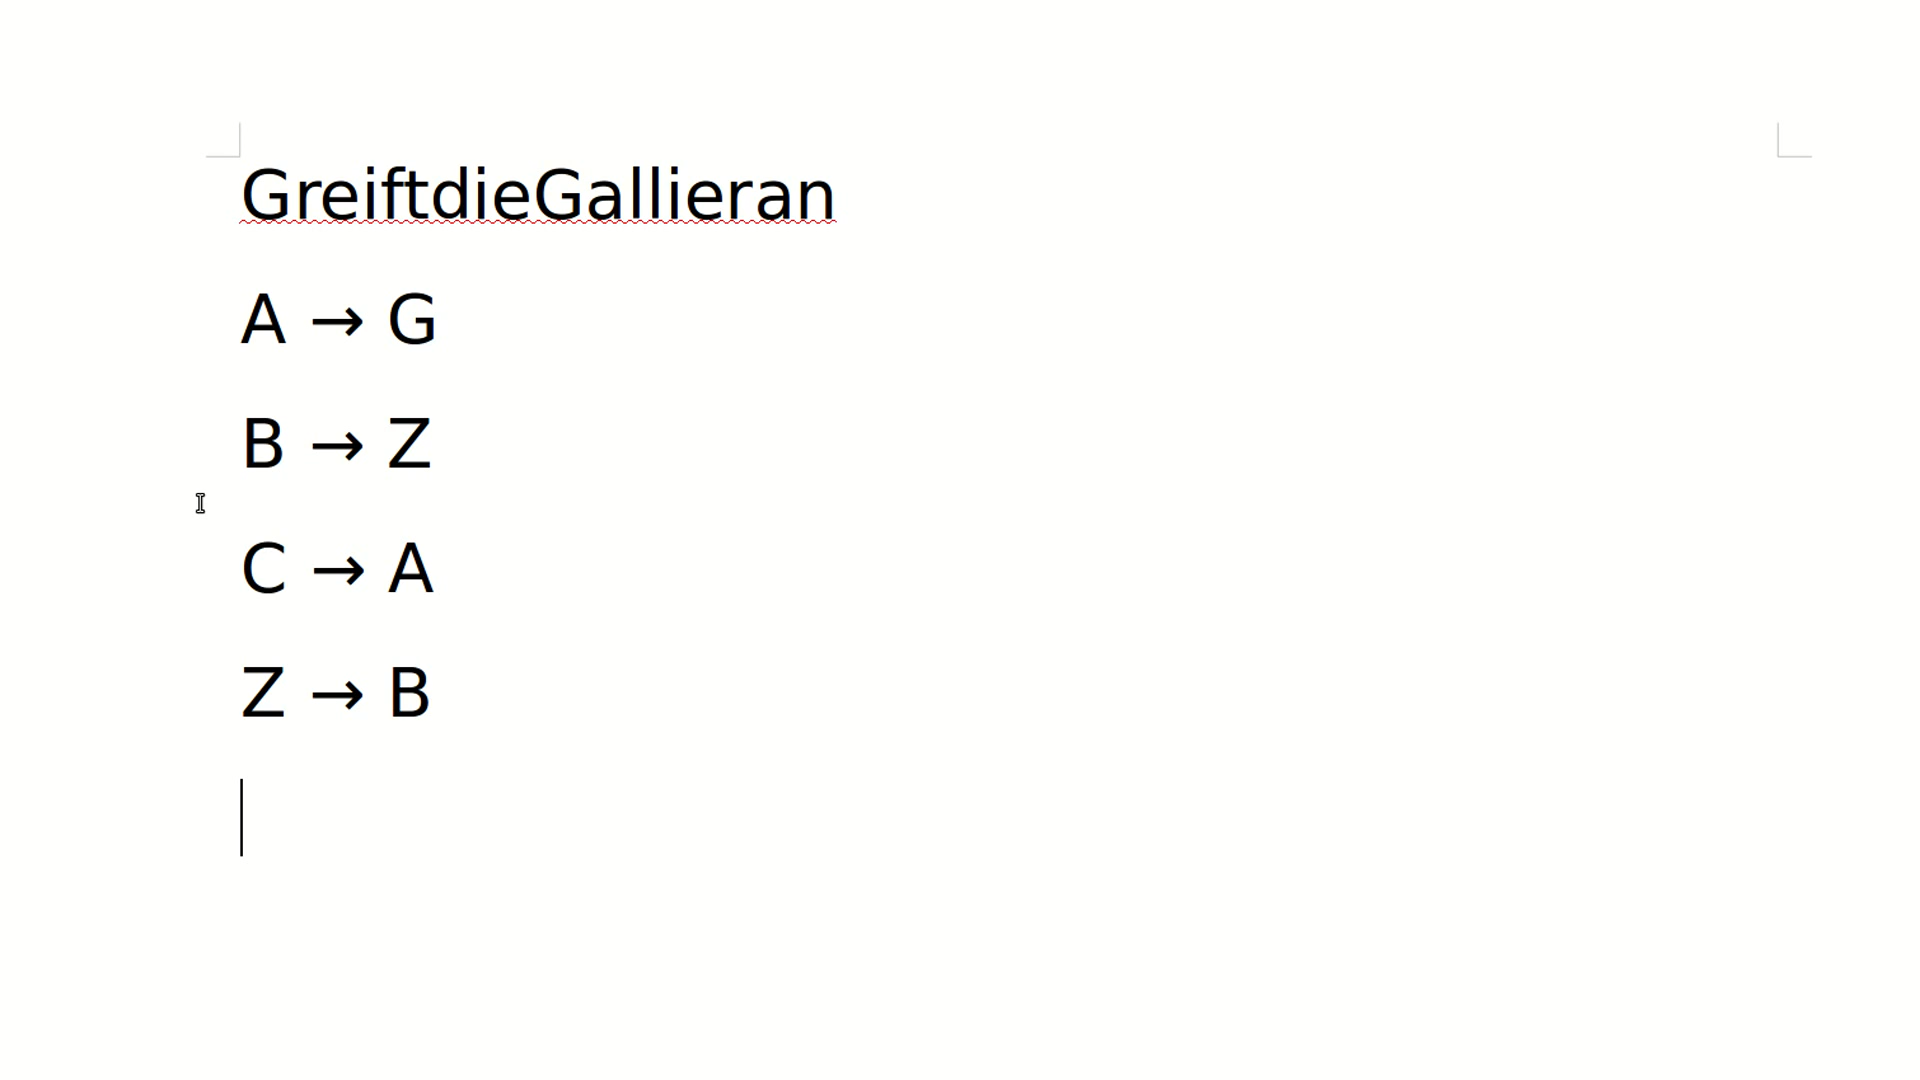 GreiftdieGallieran
A → G
B → Z
C → A
Z → B